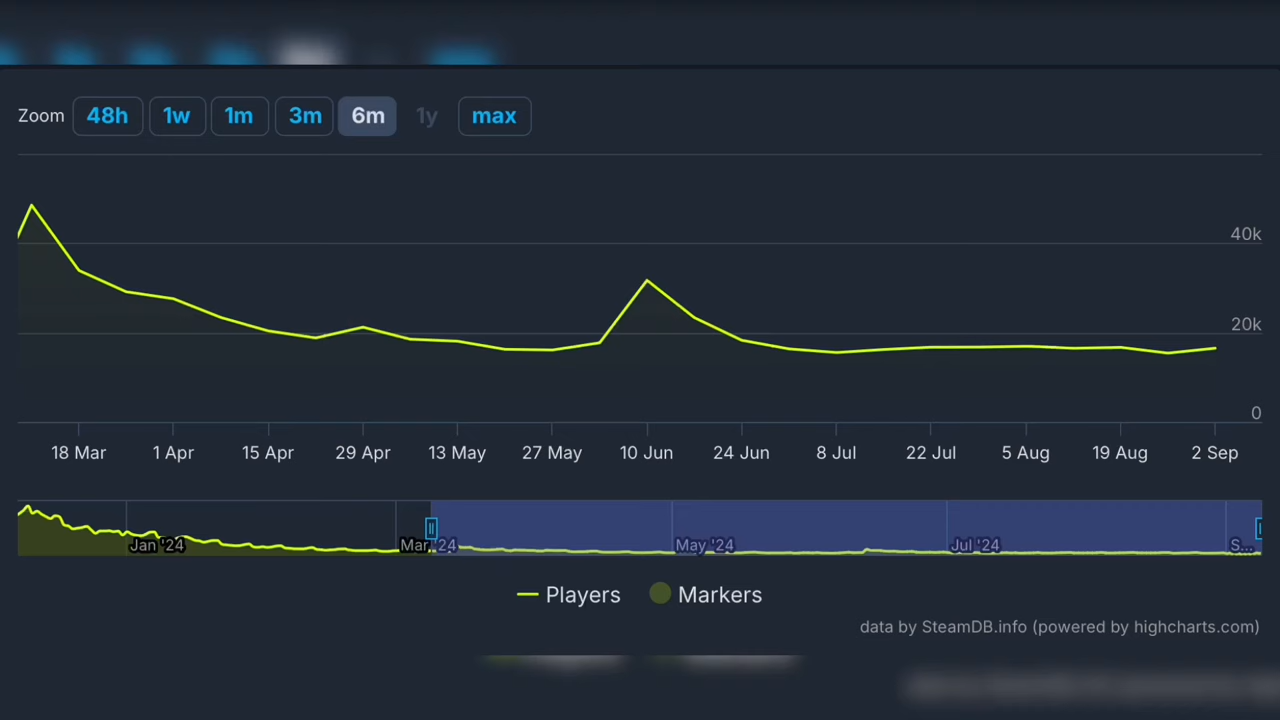 Zoom 48h 1w 1m 3m 6m 1y max
40k
20k
0
18 Mar 1 Apr 15 Apr 29 Apr 13 May 27 May 10 Jun 24 Jun 8 Jul 22 Jul 5 Aug 19 Aug 2 Sep
Jan '24 Mar '24 May '24 Jul '24 S...
Players Markers
data by SteamDB.info (powered by highcharts.com)